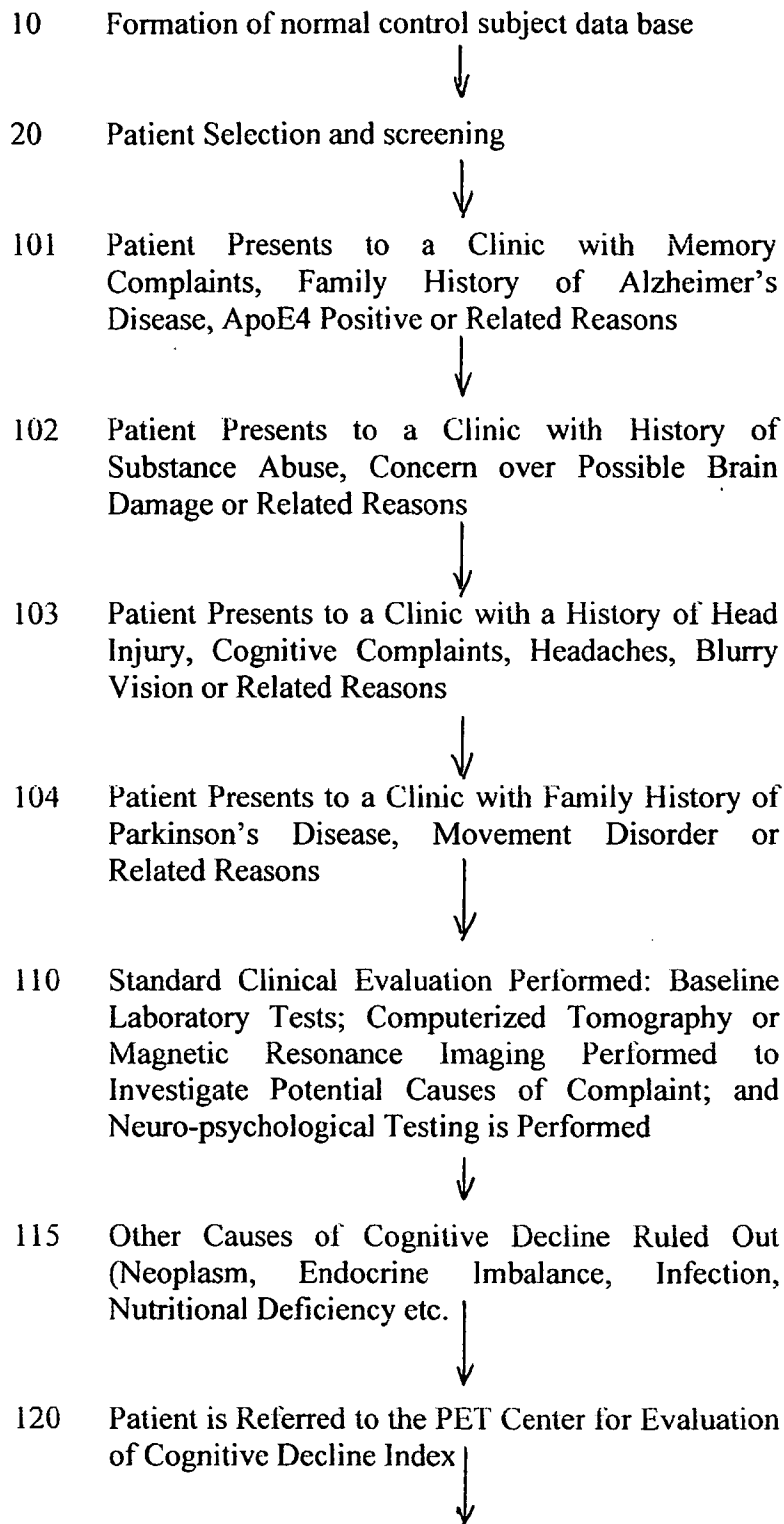 10 Formation of normal control subject data base
20 Patient Selection and screening
101 Patient Presents to a Clinic with Memory
Complaints, Family History of Alzheimer's
Disease, ApoE4 Positive or Related Reasons
102 Patient Presents to a Clinic with History of
Substance Abuse, Concern over Possible Brain
Damage or Related Reasons
103 Patient Presents to a Clinic with a History of Head
Injury, Cognitive Complaints, Headaches, Blurry
Vision or Related Reasons
104 Patient Presents to a Clinic with Family History of
Parkinson's Disease, Movement Disorder or
Related Reasons
110 Standard Clinical Evaluation Performed: Baseline
Laboratory Tests; Computerized Tomography or
Magnetic Resonance Imaging Performed to
Investigate Potential Causes of Complaint; and
Neuro-psychological Testing is Performed
115 Other Causes of Cognitive Decline Ruled Out
(Neoplasm, Endocrine Imbalance, Infection,
Nutritional Deficiency etc.
120 Patient is Referred to the PET Center for Evaluation
of Cognitive Decline Index